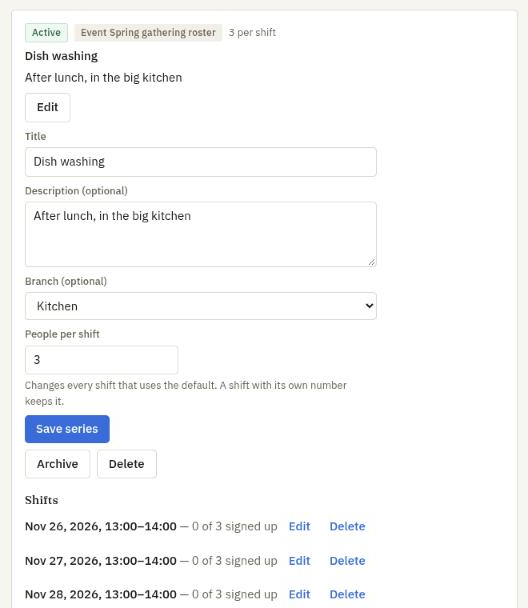 Active Event Spring gathering roster 3 per shift
Dish washing
After lunch, in the big kitchen
Edit
Title
Dish washing
Description (optional)
After lunch, in the big kitchen
Branch (optional)
Kitchen
People per shift
3
Changes every shift that uses the default. A shift with its own number
keeps it.
Save series
Archive Delete
Shifts
Nov 26, 2026, 13:00–14:00 — 0 of 3 signed up Edit Delete
Nov 27, 2026, 13:00–14:00 — 0 of 3 signed up Edit Delete
Nov 28, 2026, 13:00–14:00 — 0 of 3 signed up Edit Delete